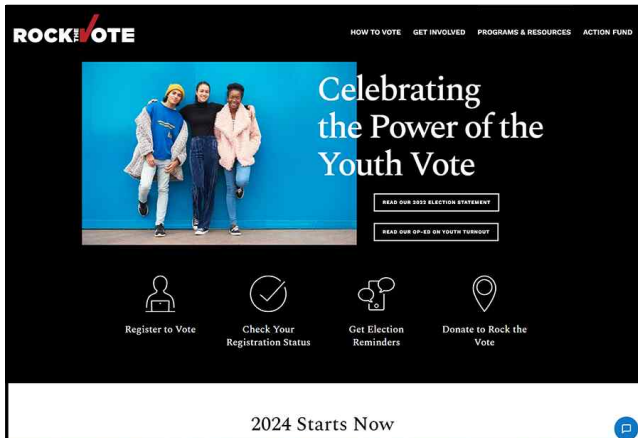 ROCK THE VOTE
HOW TO VOTE GET INVOLVED PROGRAMS & RESOURCES ACTION FUND
Celebrating
the Power of the
Youth Vote
READ OUR 2022 ELECTION STATEMENT
READ OUR OP-ED ON YOUTH TURNOUT
Register to Vote
Check Your
Registration Status
Get Election
Reminders
Donate to Rock the
Vote
2024 Starts Now